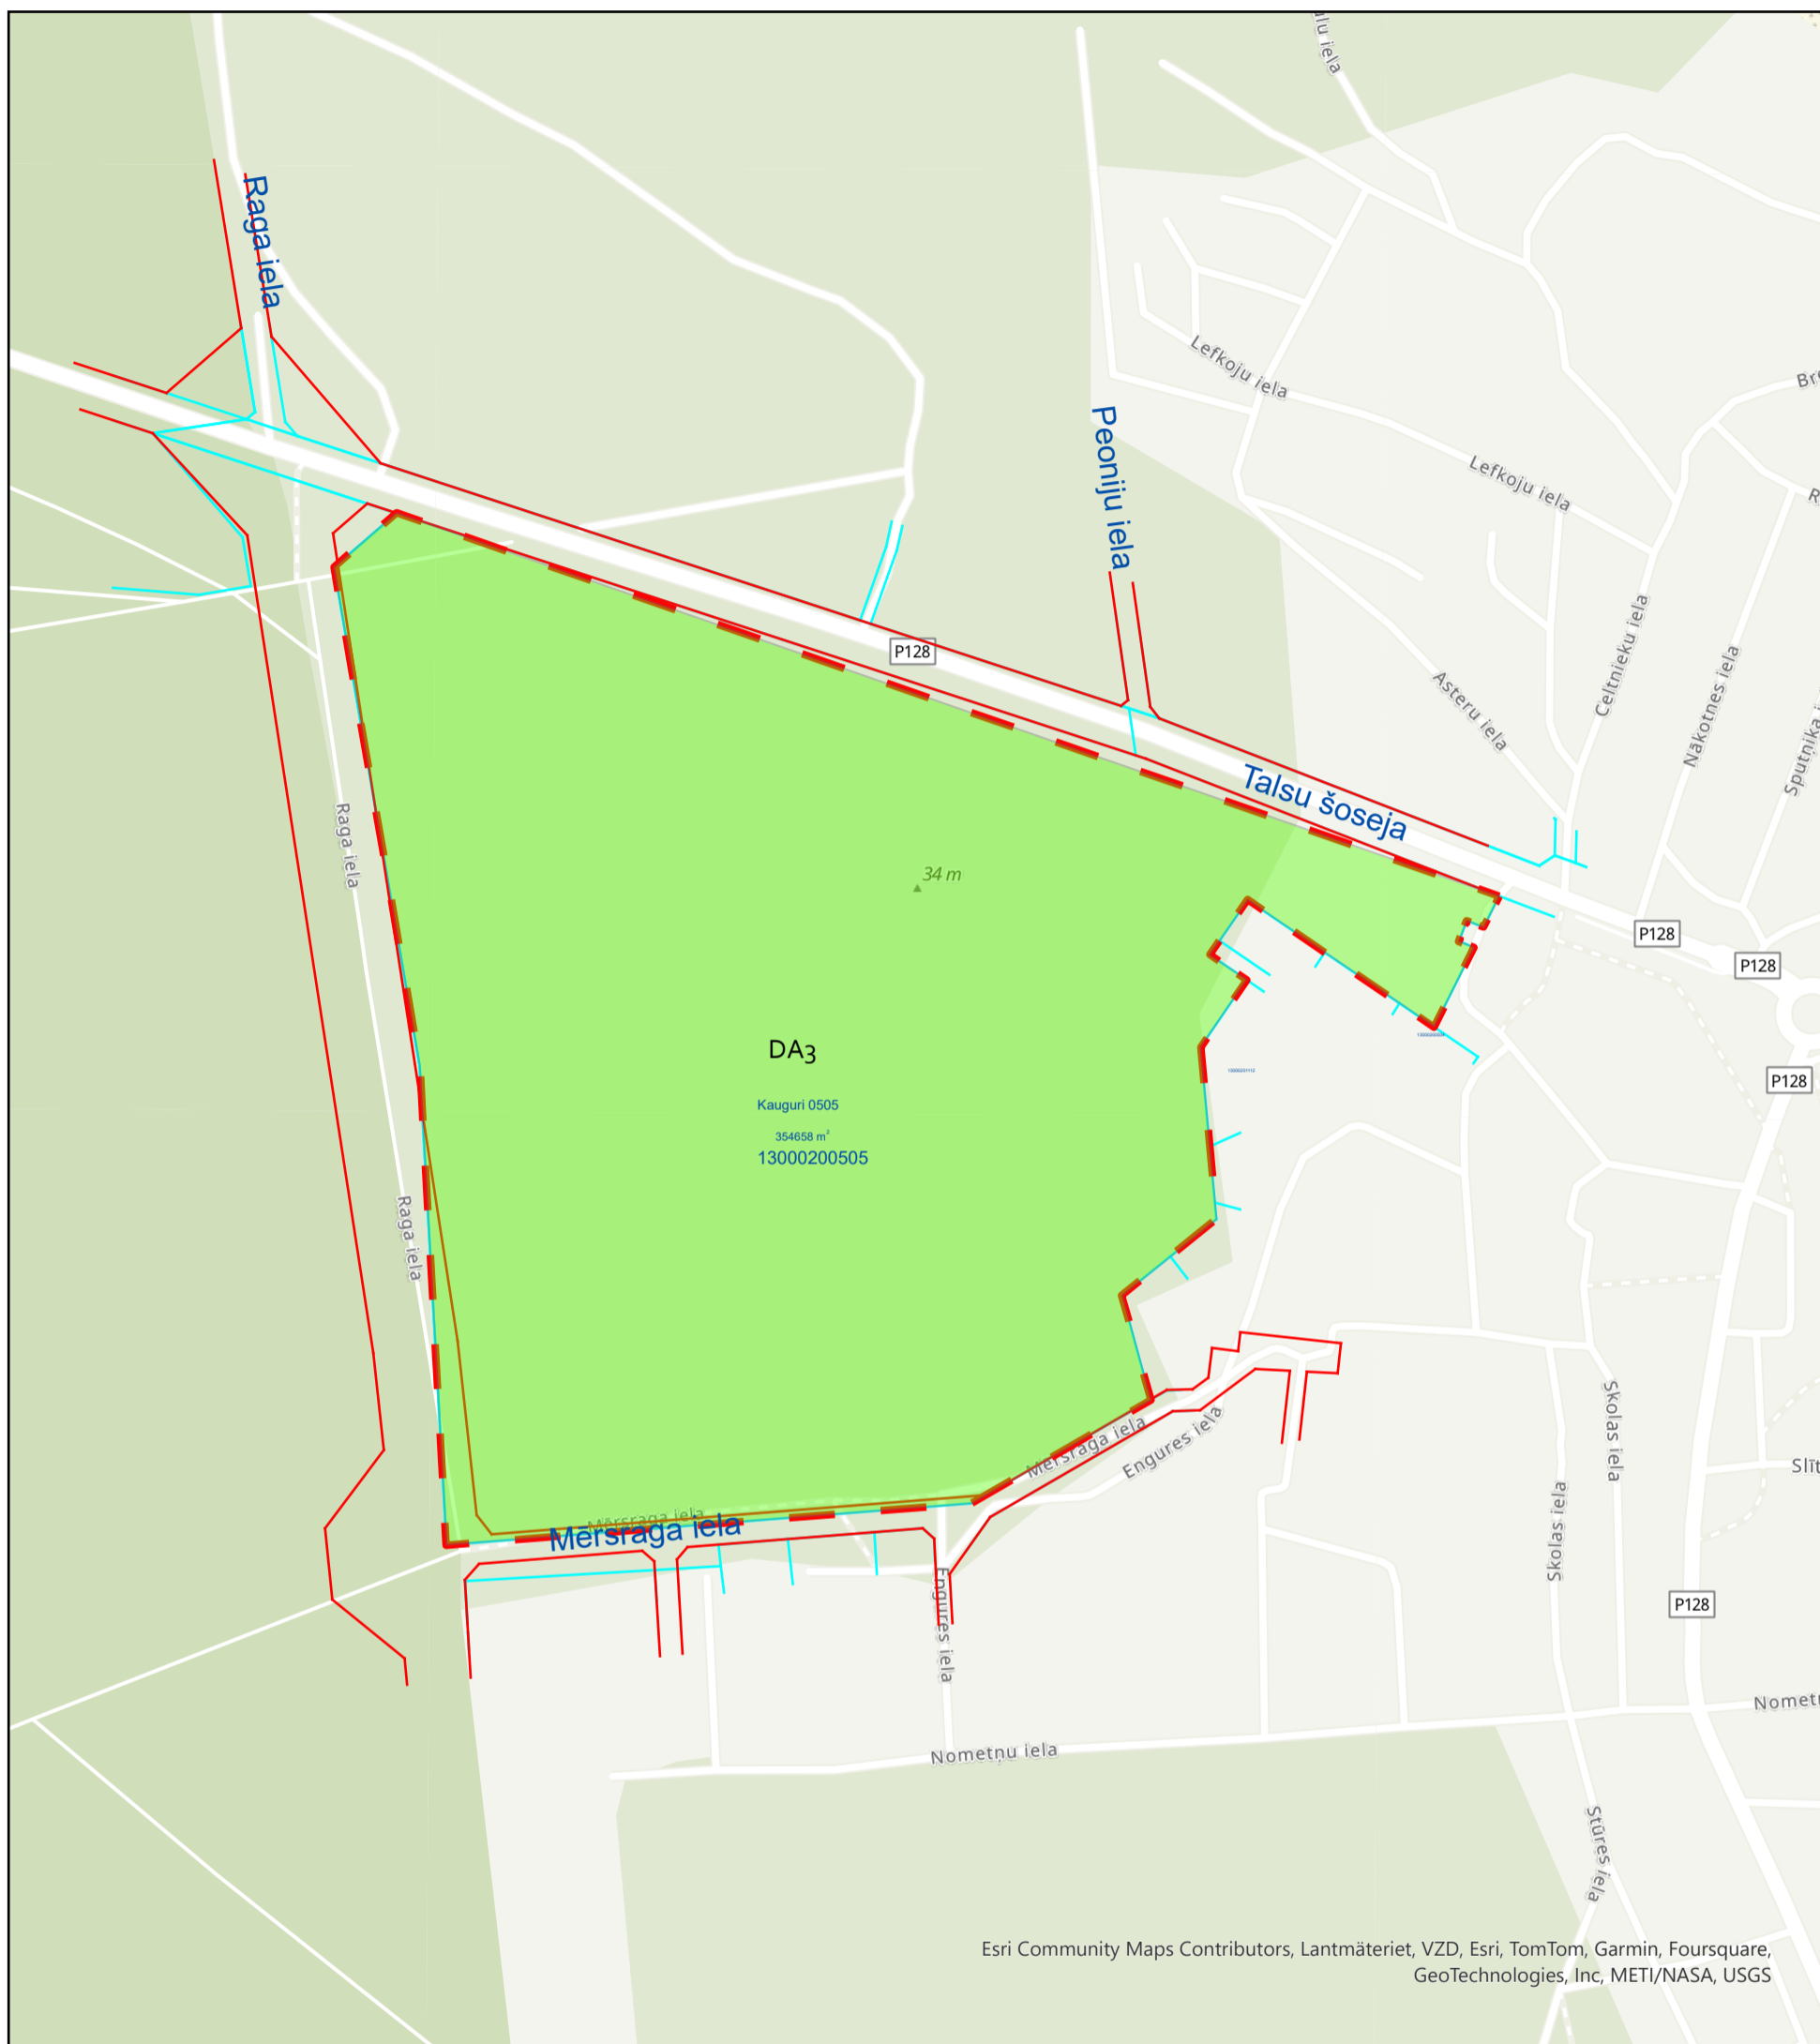 Raga iela
Lefkoju iela
Peoniju iela
Lefkoju iela
P128
Celtnieku iela
Asteru iela
Nākotnes iela
Talsu šoseja
Raga iela
34 m
P128
P128
DA3
13000201112
P128
Kauguri 0505
354658 m²
13000200505
Raga iela
Mērsraga iela
Engures iela
Skolas iela
Mērsraga iela
Mērsraga iela
Skolas iela
Engures iela
P128
Nometņu iela
Stūres iela
Esri Community Maps Contributors, Lantmäteriet, VZD, Esri, TomTom, Garmin, Foursquare,
GeoTechnologies, Inc, METI/NASA, USGS